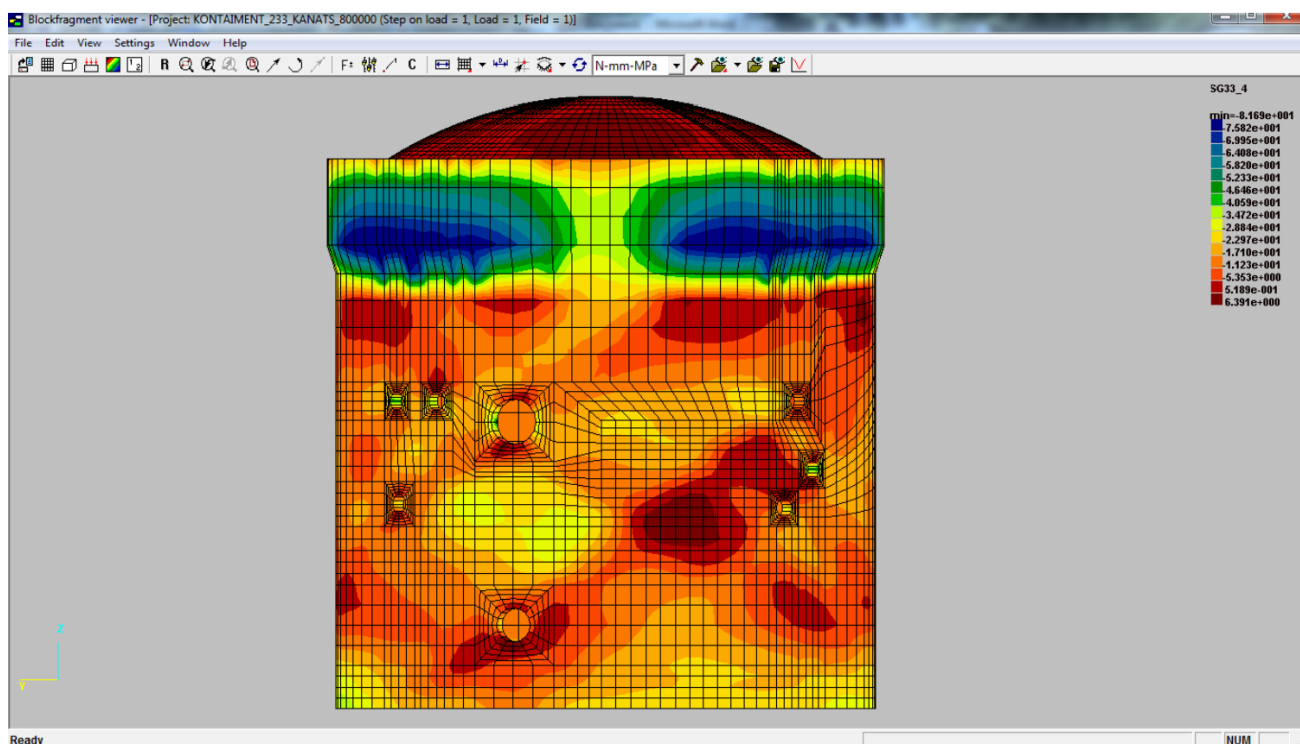 Blockfragment viewer - [Project: KONTAIMENT_233_KANATS_800000 (Step on load = 1, Load = 1, Field = 1)]
File Edit View Settings Window Help
R F: C N-mm-MPa
SG33_4
min=-8.169e+001
-7.582e+001
-6.995e+001
-6.408e+001
-5.820e+001
-5.233e+001
-4.646e+001
-4.059e+001
-3.472e+001
-2.884e+001
-2.297e+001
-1.710e+001
-1.123e+001
-5.353e+000
5.189e-001
6.391e+000
Z
Y
Ready NUM